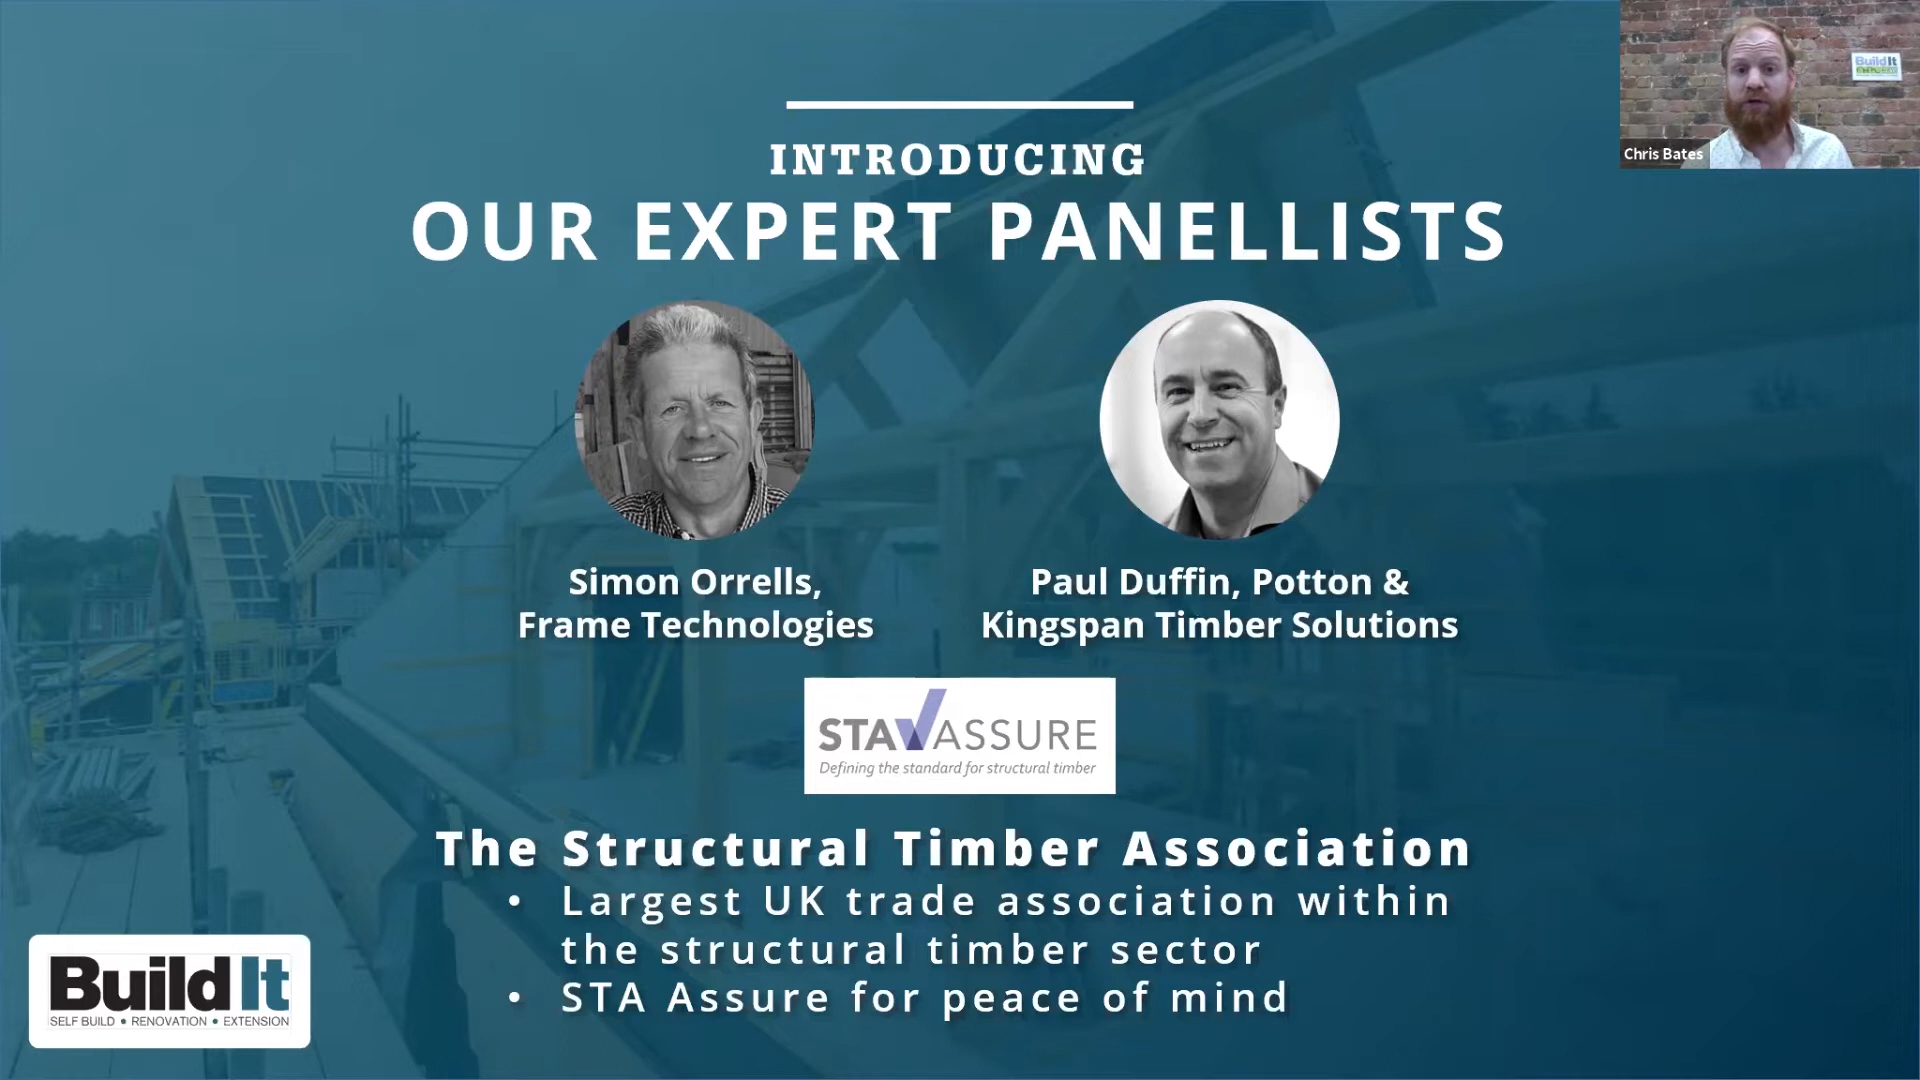 Build It
Chris Bates
INTRODUCING
OUR EXPERT PANELLISTS
Simon Orrells,
Frame Technologies
Paul Duffin, Potton &
Kingspan Timber Solutions
STA ASSURE
Defining the standard for structural timber
The Structural Timber Association
• Largest UK trade association within
the structural timber sector
• STA Assure for peace of mind
Build It
SELF BUILD • RENOVATION • EXTENSION